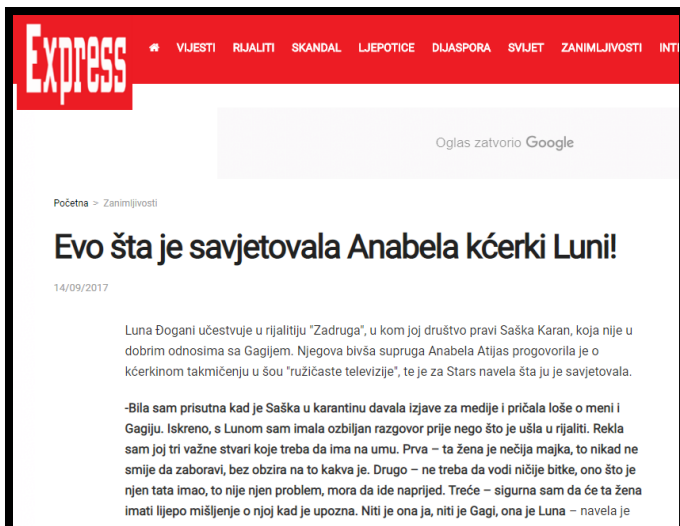 Express
VIJESTI RIJALITI SKANDAL LJEPOTICE DIJASPORA SVIJET ZANIMLJIVOSTI INTI
Oglas zatvorio Google
Početna > Zanimljivosti
Evo šta je savjetovala Anabela kćerki Luni!
14/09/2017
Luna Đogani učestvuje u rijalitiju "Zadruga", u kom joj društvo pravi Saška Karan, koja nije u
dobrim odnosima sa Gagijem. Njegova bivša supruga Anabela Atijas progovorila je o
kćerkinom takmičenju u šou "ružičaste televizije", te je za Stars navela šta ju je savjetovala.
-Bila sam prisutna kad je Saška u karantinu davala izjave za medije i pričala loše o meni i
Gagiju. Iskreno, s Lunom sam imala ozbiljan razgovor prije nego što je ušla u rijaliti. Rekla
sam joj tri važne stvari koje treba da ima na umu. Prva – ta žena je nečija majka, to nikad ne
smije da zaboravi, bez obzira na to kakva je. Drugo – ne treba da vodi ničije bitke, ono što je
njen tata imao, to nije njen problem, mora da ide naprijed. Treće – sigurna sam da će ta žena
imati lijepo mišljenje o njoj kad je upozna. Niti je ona ja, niti je Gagi, ona je Luna – navela je